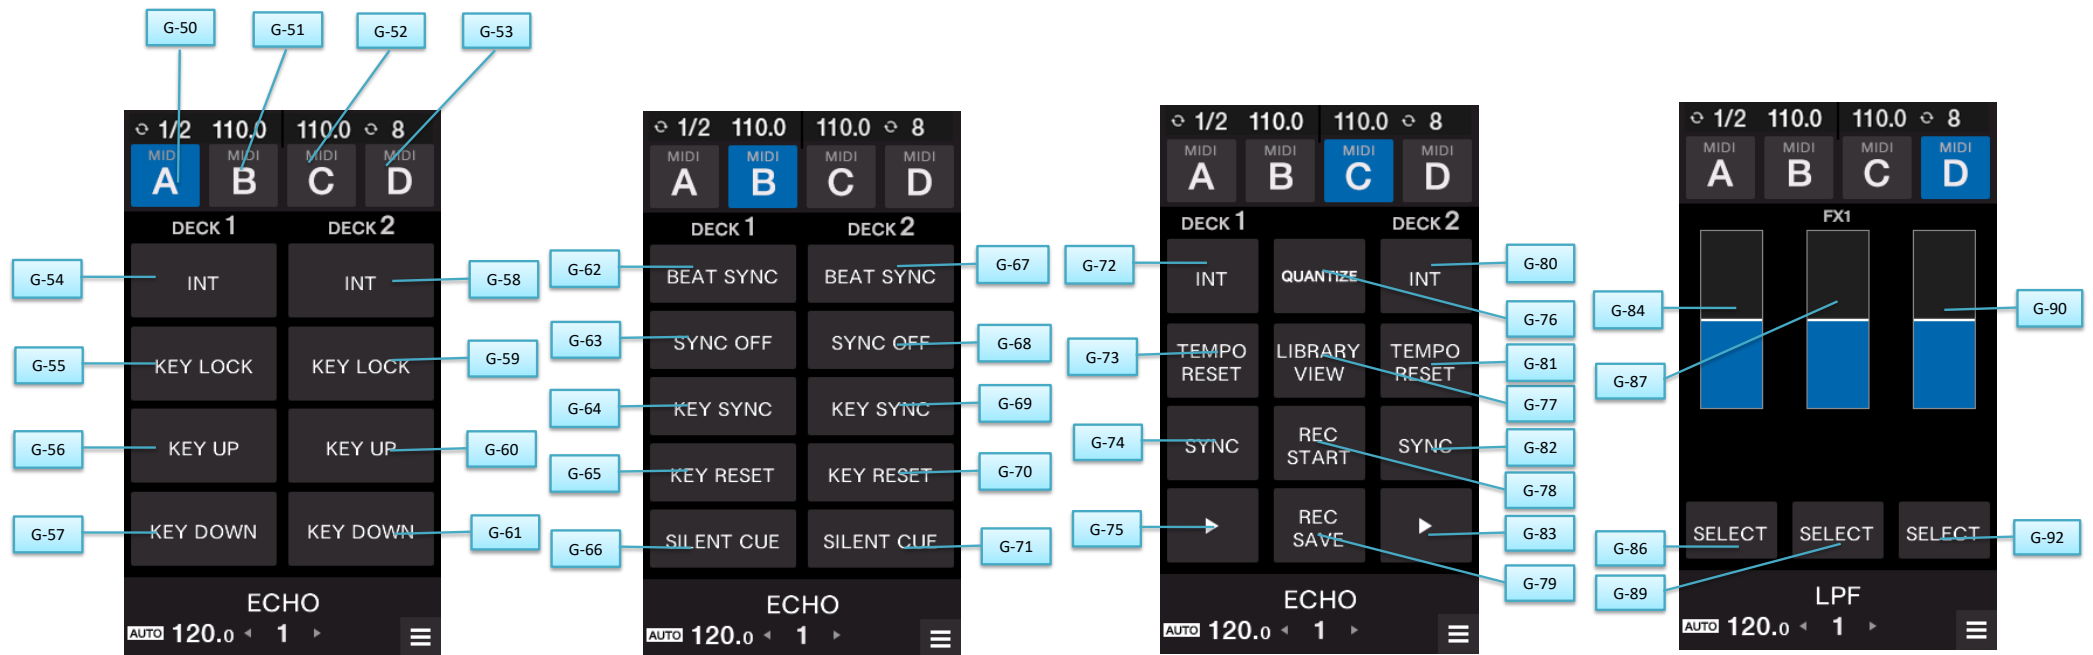 G-50
G-51
G-52
G-53
1/2 110.0 110.0 8
MIDI MIDI MIDI MIDI
A B C D
DECK 1 DECK 2
G-54
INT INT
G-58
G-55
KEY LOCK KEY LOCK
G-59
G-56
KEY UP KEY UP
G-60
G-57
KEY DOWN KEY DOWN
G-61
ECHO
AUTO 120.0 1
1/2 110.0 110.0 8
MIDI MIDI MIDI MIDI
A B C D
DECK 1 DECK 2
G-62
BEAT SYNC BEAT SYNC
G-67
G-63
SYNC OFF SYNC OFF
G-68
G-64
KEY SYNC KEY SYNC
G-69
G-65
KEY RESET KEY RESET
G-70
G-66
SILENT CUE SILENT CUE
G-71
ECHO
AUTO 120.0 1
1/2 110.0 110.0 8
MIDI MIDI MIDI MIDI
A B C D
DECK 1 DECK 2
G-72
INT QUANTIZE INT
G-80
G-76
G-73
TEMPO LIBRARY TEMPO
RESET VIEW RESET
G-81
G-77
G-74
SYNC REC SYNC
START
G-82
G-78
G-75
REC
SAVE
G-83
G-79
ECHO
AUTO 120.0 1
1/2 110.0 110.0 8
MIDI MIDI MIDI MIDI
A B C D
FX1
G-84
G-90
G-87
SELECT SELECT SELECT
G-86
G-92
G-89
LPF
AUTO 120.0 1